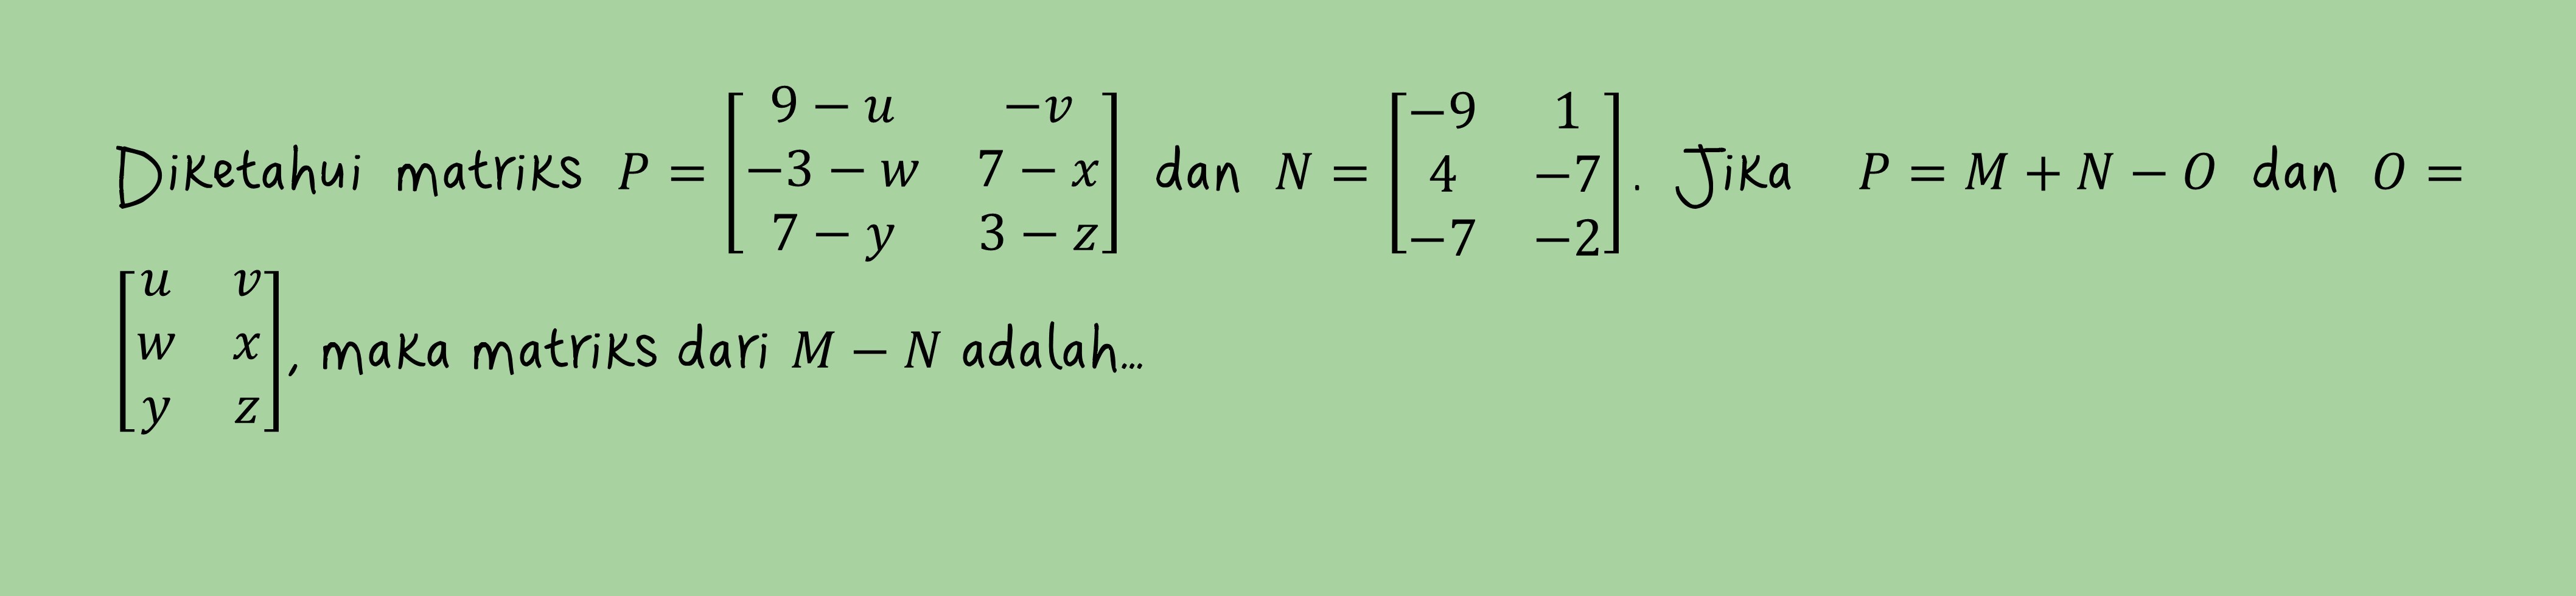 Diketahui matriks P = [9 − u  −v; −3 − w  7 − x; 7 − y  3 − z] dan N = [−9  1; 4  −7; −7  −2]. Jika P = M + N − O dan O =
[u  v; w  x; y  z], maka matriks dari M − N adalah...